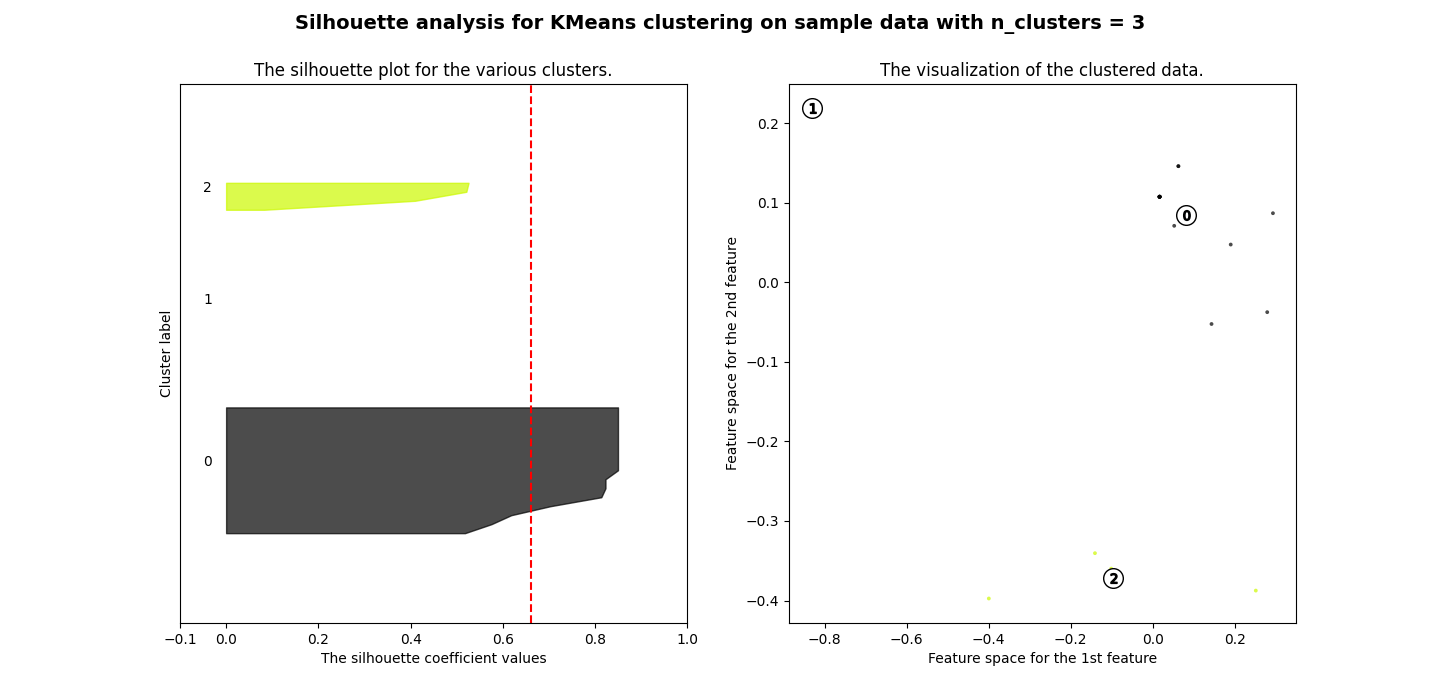 Silhouette analysis for KMeans clustering on sample data with n_clusters = 3
The silhouette plot for the various clusters.
2
1
0
Cluster label
−0.1 0.0 0.2 0.4 0.6 0.8 1.0
The silhouette coefficient values
The visualization of the clustered data.
1
0
2
0.2
0.1
0.0
−0.1
−0.2
−0.3
−0.4
Feature space for the 2nd feature
−0.8 −0.6 −0.4 −0.2 0.0 0.2
Feature space for the 1st feature